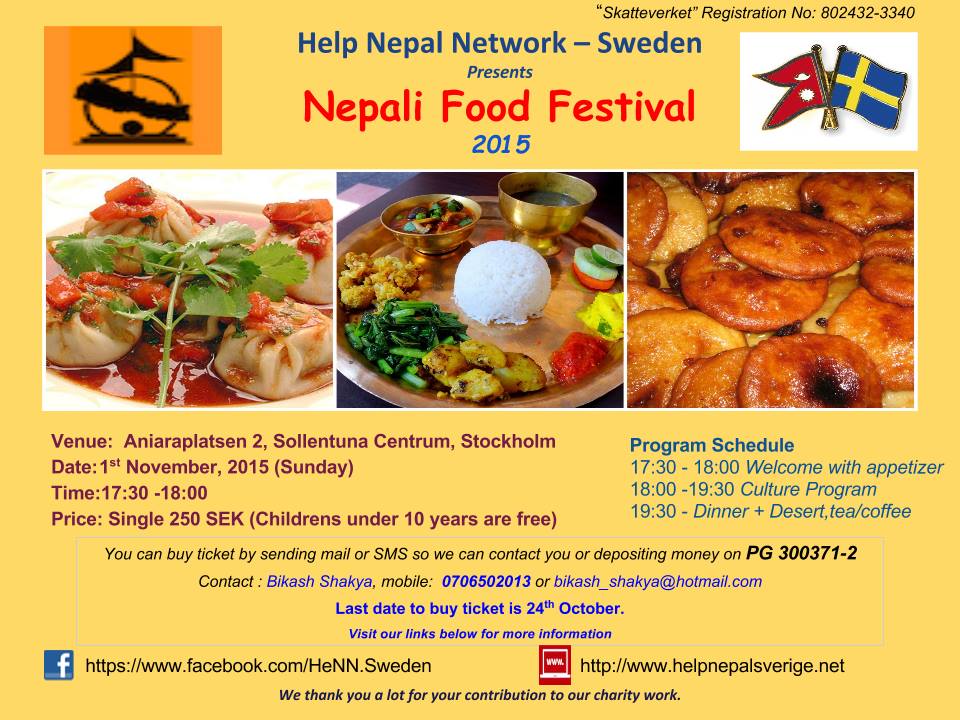 “Skatteverket” Registration No: 802432-3340
Help Nepal Network – Sweden
Presents
Nepali Food Festival
2015
Venue:  Aniaraplatsen 2, Sollentuna Centrum, Stockholm
Date:1st November, 2015 (Sunday)
Time:17:30 -18:00
Price: Single 250 SEK (Childrens under 10 years are free)
Program Schedule
17:30 - 18:00 Welcome with appetizer
18:00 -19:30 Culture Program
19:30 - Dinner + Desert,tea/coffee
You can buy ticket by sending mail or SMS so we can contact you or depositing money on PG 300371-2
Contact : Bikash Shakya, mobile:  0706502013 or bikash_shakya@hotmail.com
Last date to buy ticket is 24th October.
Visit our links below for more information
f https://www.facebook.com/HeNN.Sweden
www. http://www.helpnepalsverige.net
We thank you a lot for your contribution to our charity work.